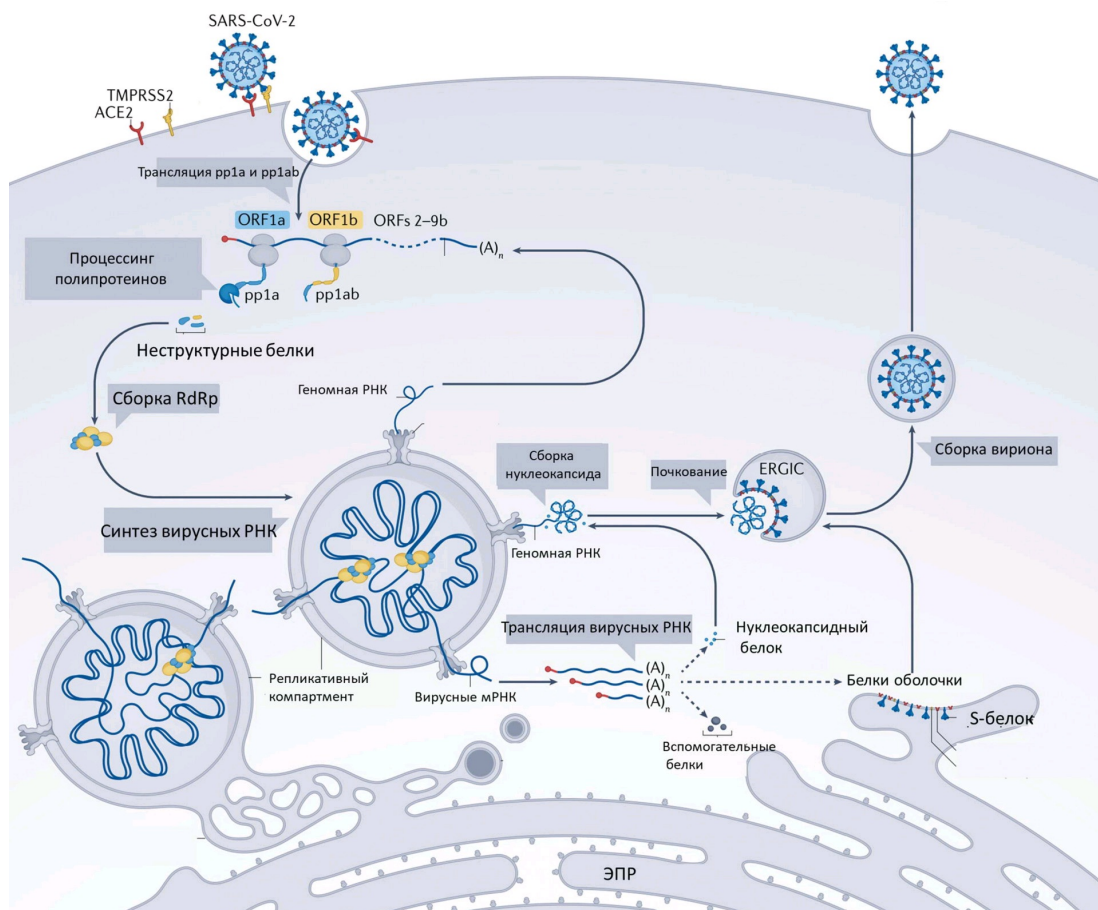 SARS-CoV-2
TMPRSS2
ACE2
Трансляция pp1a и pp1ab
ORF1a
ORF1b
ORFs 2–9b
(A)n
Процессинг
полипротеинов
pp1a
pp1ab
Неструктурные белки
Сборка RdRp
Геномная РНК
Синтез вирусных РНК
Сборка
нуклеокапсида
Почкование
ERGIC
Сборка вириона
Геномная РНК
Трансляция вирусных РНК
Нуклеокапсидный
белок
(A)n
(A)n
(A)n
Репликативный
компартмент
Вирусные мРНК
Белки оболочки
S-белок
Вспомогательные
белки
ЭПР